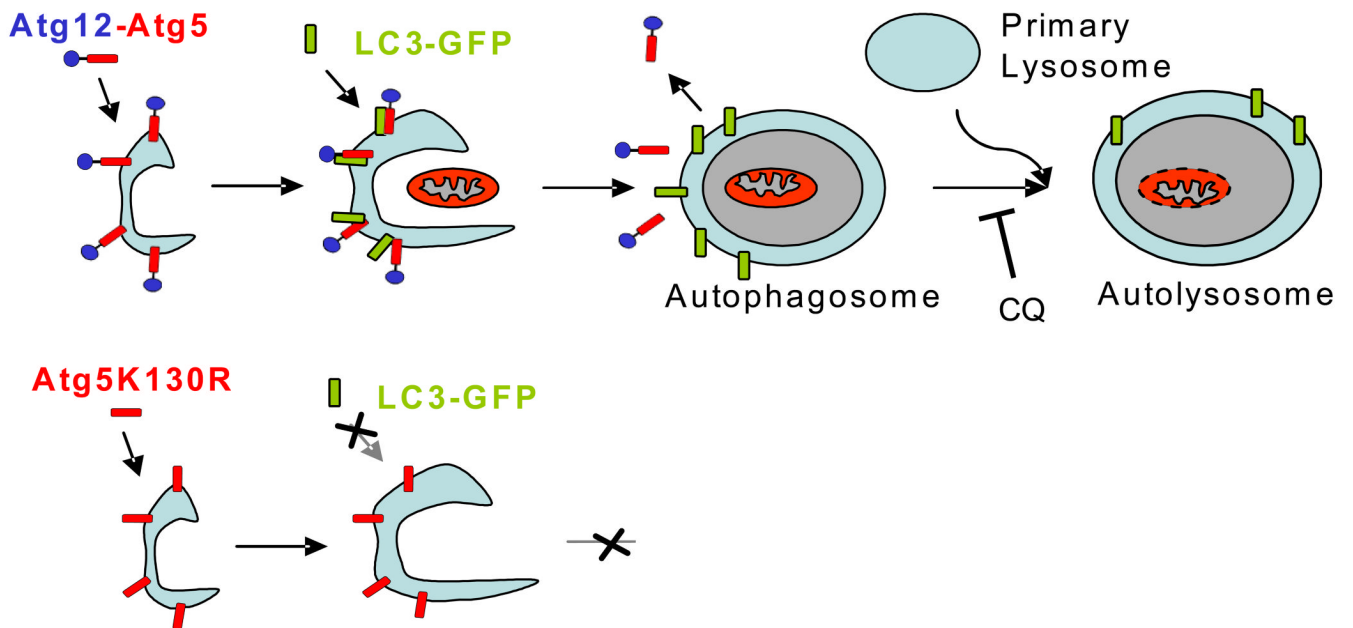 Atg12-Atg5
LC3-GFP
Primary
Lysosome
Autophagosome
CQ
Autolysosome
Atg5K130R
LC3-GFP